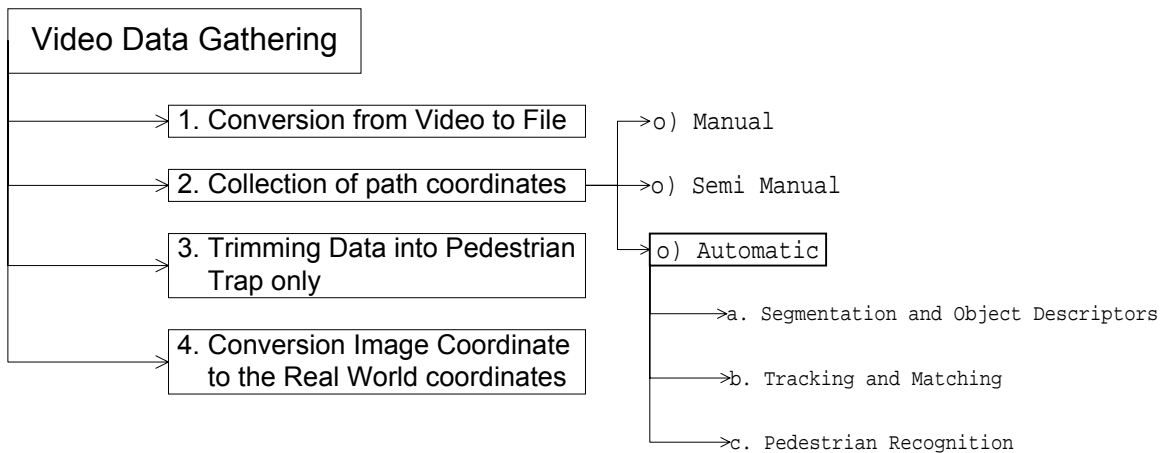 Video Data Gathering
1. Conversion from Video to File
2. Collection of path coordinates
o) Manual
o) Semi Manual
o) Automatic
a. Segmentation and Object Descriptors
b. Tracking and Matching
c. Pedestrian Recognition
3. Trimming Data into Pedestrian
Trap only
4. Conversion Image Coordinate
to the Real World coordinates